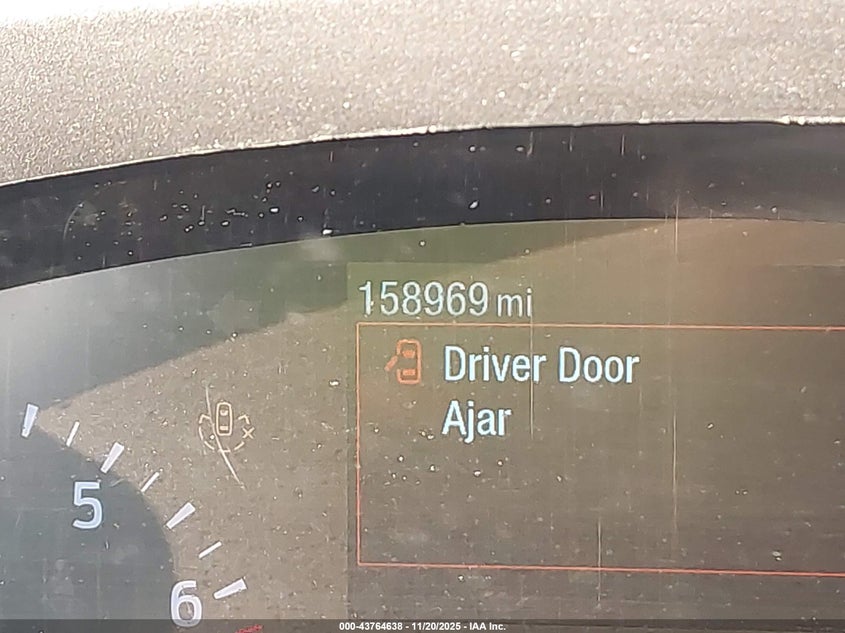 158969 mi
Driver Door
Ajar
5
6
000-43764638 - 11/20/2025 - IAA Inc.